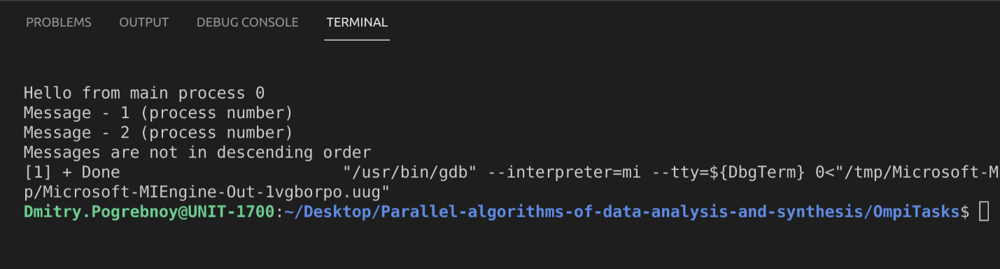 PROBLEMS OUTPUT DEBUG CONSOLE TERMINAL
Hello from main process 0
Message - 1 (process number)
Message - 2 (process number)
Messages are not in descending order
[1] + Done "/usr/bin/gdb" --interpreter=mi --tty=${DbgTerm} 0<"/tmp/Microsoft-M
p/Microsoft-MIEngine-Out-1vgborpo.uug"
Dmitry.Pogrebnoy@UNIT-1700:~/Desktop/Parallel-algorithms-of-data-analysis-and-synthesis/OmpiTasks$